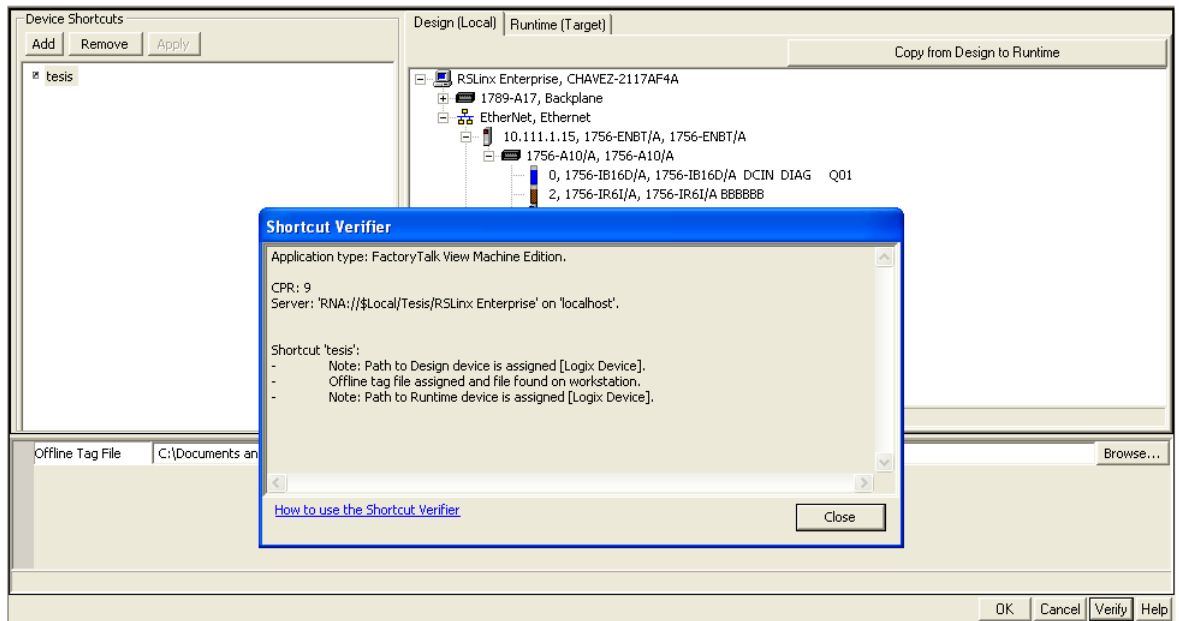 Device Shortcuts
Add Remove Apply
tesis
Design (Local) Runtime (Target)
Copy from Design to Runtime
RSLinx Enterprise, CHAVEZ-2117AF4A
1789-A17, Backplane
EtherNet, Ethernet
10.111.1.15, 1756-ENBT/A, 1756-ENBT/A
1756-A10/A, 1756-A10/A
0, 1756-IB16D/A, 1756-IB16D/A DCIN DIAG Q01
2, 1756-IR6I/A, 1756-IR6I/A BBBBBB
Shortcut Verifier
Application type: FactoryTalk View Machine Edition.
CPR: 9
Server: 'RNA://$Local/Tesis/RSLinx Enterprise' on 'localhost'.
Shortcut 'tesis':
- Note: Path to Design device is assigned [Logix Device].
- Offline tag file assigned and file found on workstation.
- Note: Path to Runtime device is assigned [Logix Device].
How to use the Shortcut Verifier
Close
Offline Tag File C:\Documents an
Browse...
OK Cancel Verify Help